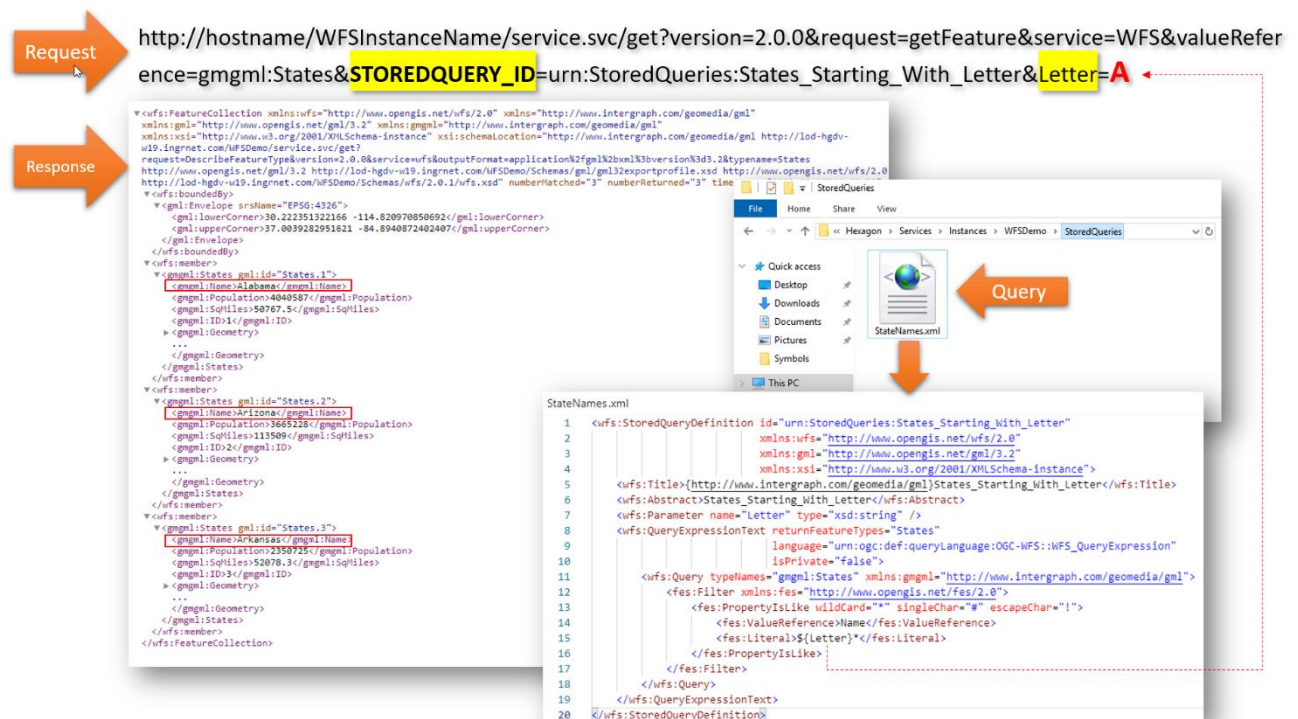 Request
http://hostname/WFSInstanceName/service.svc/get?version=2.0.0&request=getFeature&service=WFS&valueRefer
ence=gmgml:States&STOREDQUERY_ID=urn:StoredQueries:States_Starting_With_Letter&Letter=A
Response
▼<wfs:FeatureCollection xmlns:wfs="http://www.opengis.net/wfs/2.0" xmlns="http://www.intergraph.com/geomedia/gml"
xmlns:gml="http://www.opengis.net/gml/3.2" xmlns:gmgml="http://www.intergraph.com/geomedia/gml"
xmlns:xsi="http://www.w3.org/2001/XMLSchema-instance" xsi:schemaLocation="http://www.intergraph.com/geomedia/gml http://lod-hgdv-
w19.ingrnet.com/WFSDemo/service.svc/get?
request=DescribeFeatureType&version=2.0.0&service=wfs&outputFormat=application%2fgml%2bxml%3bversion%3d3.2&typename=States
http://www.opengis.net/gml/3.2 http://lod-hgdv-w19.ingrnet.com/WFSDemo/Schemas/gml/gml32exportprofile.xsd http://www.opengis.net/wfs/2.0
http://lod-hgdv-w19.ingrnet.com/WFSDemo/Schemas/wfs/2.0.1/wfs.xsd" numberMatched="3" numberReturned="3" time
▼<wfs:boundedBy>
▼<gml:Envelope srsName="EPSG:4326">
<gml:lowerCorner>30.222351322166 -114.820970850692</gml:lowerCorner>
<gml:upperCorner>37.0039282951621 -84.8940872402407</gml:upperCorner>
</gml:Envelope>
</wfs:boundedBy>
▼<wfs:member>
▼<gmgml:States gml:id="States.1">
<gmgml:Name>Alabama</gmgml:Name>
<gmgml:Population>4040587</gmgml:Population>
<gmgml:SqMiles>50767.5</gmgml:SqMiles>
<gmgml:ID>1</gmgml:ID>
▶<gmgml:Geometry>
...
</gmgml:Geometry>
</gmgml:States>
</wfs:member>
▼<wfs:member>
▼<gmgml:States gml:id="States.2">
<gmgml:Name>Arizona</gmgml:Name>
<gmgml:Population>3665228</gmgml:Population>
<gmgml:SqMiles>113509</gmgml:SqMiles>
<gmgml:ID>2</gmgml:ID>
▶<gmgml:Geometry>
...
</gmgml:Geometry>
</gmgml:States>
</wfs:member>
▼<wfs:member>
▼<gmgml:States gml:id="States.3">
<gmgml:Name>Arkansas</gmgml:Name>
<gmgml:Population>2350725</gmgml:Population>
<gmgml:SqMiles>52078.3</gmgml:SqMiles>
<gmgml:ID>3</gmgml:ID>
▶<gmgml:Geometry>
...
</gmgml:Geometry>
</gmgml:States>
</wfs:member>
</wfs:FeatureCollection>
StoredQueries
File Home Share View
« Hexagon > Services > Instances > WFSDemo > StoredQueries
Quick access
Desktop
Downloads
Documents
Pictures
Symbols
This PC
StateNames.xml
Query
StateNames.xml
1 <wfs:StoredQueryDefinition id="urn:StoredQueries:States_Starting_With_Letter"
2 xmlns:wfs="http://www.opengis.net/wfs/2.0"
3 xmlns:gml="http://www.opengis.net/gml/3.2"
4 xmlns:xsi="http://www.w3.org/2001/XMLSchema-instance">
5 <wfs:Title>{http://www.intergraph.com/geomedia/gml}States_Starting_With_Letter</wfs:Title>
6 <wfs:Abstract>States_Starting_With_Letter</wfs:Abstract>
7 <wfs:Parameter name="Letter" type="xsd:string" />
8 <wfs:QueryExpressionText returnFeatureTypes="States"
9 language="urn:ogc:def:queryLanguage:OGC-WFS::WFS_QueryExpression"
10 isPrivate="false">
11 <wfs:Query typeNames="gmgml:States" xmlns:gmgml="http://www.intergraph.com/geomedia/gml">
12 <fes:Filter xmlns:fes="http://www.opengis.net/fes/2.0">
13 <fes:PropertyIsLike wildCard="*" singleChar="#" escapeChar="!">
14 <fes:ValueReference>Name</fes:ValueReference>
15 <fes:Literal>${Letter}*</fes:Literal>
16 </fes:PropertyIsLike>
17 </fes:Filter>
18 </wfs:Query>
19 </wfs:QueryExpressionText>
20 </wfs:StoredQueryDefinition>